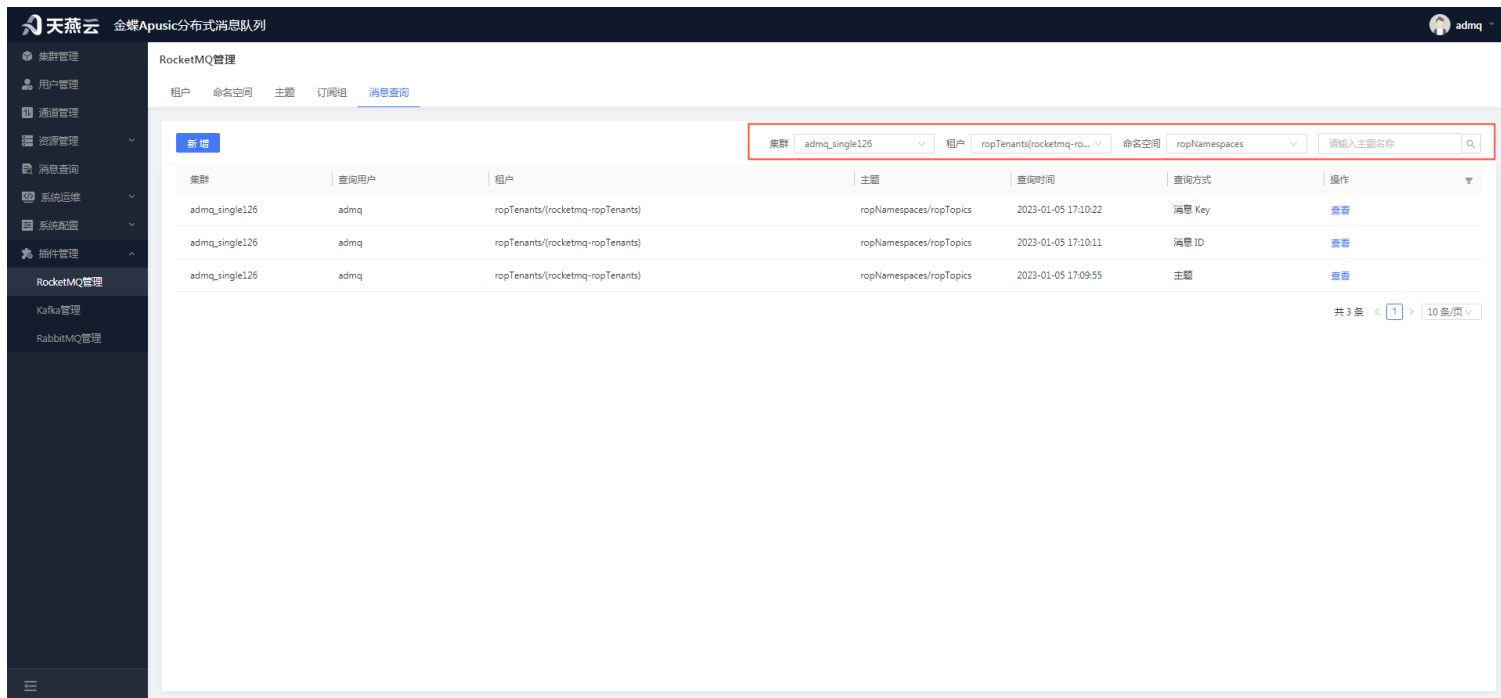 天燕云 金蝶Apusic分布式消息队列 admq
集群管理
用户管理
通道管理
资源管理
消息查询
系统运维
系统配置
插件管理
RocketMQ管理
Kafka管理
RabbitMQ管理
RocketMQ管理
租户 命名空间 主题 订阅组 消息查询
新增 集群 admq_single126 租户 ropTenants(rocketmq-ro... 命名空间 ropNamespaces 请输入主题名称
集群 查询用户 租户 主题 查询时间 查询方式 操作
admq_single126 admq ropTenants/(rocketmq-ropTenants) ropNamespaces/ropTopics 2023-01-05 17:10:22 消息 Key 查看
admq_single126 admq ropTenants/(rocketmq-ropTenants) ropNamespaces/ropTopics 2023-01-05 17:10:11 消息 ID 查看
admq_single126 admq ropTenants/(rocketmq-ropTenants) ropNamespaces/ropTopics 2023-01-05 17:09:55 主题 查看
共 3 条 < 1 > 10 条/页